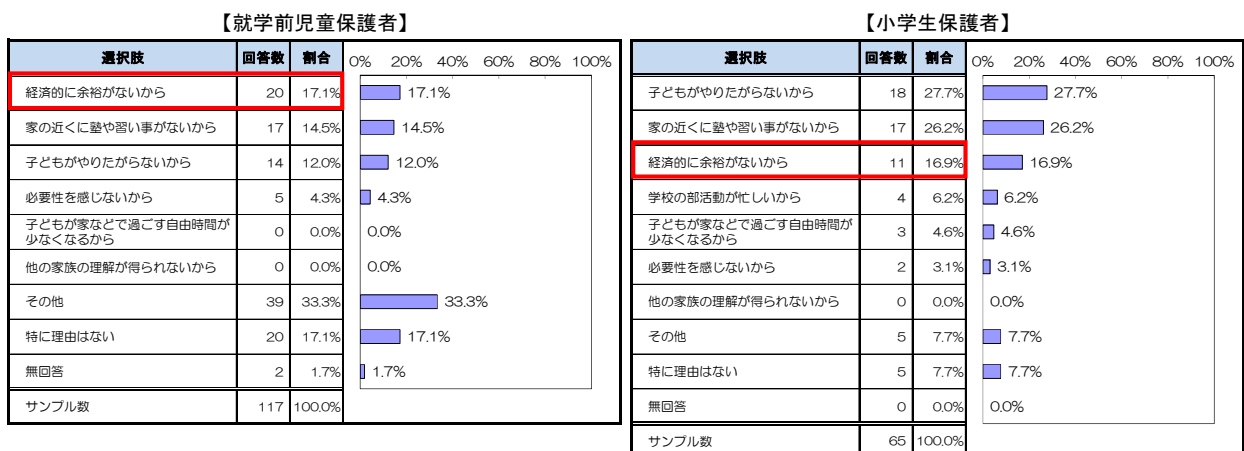 【就学前児童保護者】
選択肢 回答数 割合 0% 20% 40% 60% 80% 100%
経済的に余裕がないから 20 17.1% 17.1%
家の近くに塾や習い事がないから 17 14.5% 14.5%
子どもがやりたがらないから 14 12.0% 12.0%
必要性を感じないから 5 4.3% 4.3%
子どもが家などで過ごす自由時間が
少なくなるから 0 0.0% 0.0%
他の家族の理解が得られないから 0 0.0% 0.0%
その他 39 33.3% 33.3%
特に理由はない 20 17.1% 17.1%
無回答 2 1.7% 1.7%
サンプル数 117 100.0%
【小学生保護者】
選択肢 回答数 割合 0% 20% 40% 60% 80% 100%
子どもがやりたがらないから 18 27.7% 27.7%
家の近くに塾や習い事がないから 17 26.2% 26.2%
経済的に余裕がないから 11 16.9% 16.9%
学校の部活動が忙しいから 4 6.2% 6.2%
子どもが家などで過ごす自由時間が
少なくなるから 3 4.6% 4.6%
必要性を感じないから 2 3.1% 3.1%
他の家族の理解が得られないから 0 0.0% 0.0%
その他 5 7.7% 7.7%
特に理由はない 5 7.7% 7.7%
無回答 0 0.0% 0.0%
サンプル数 65 100.0%